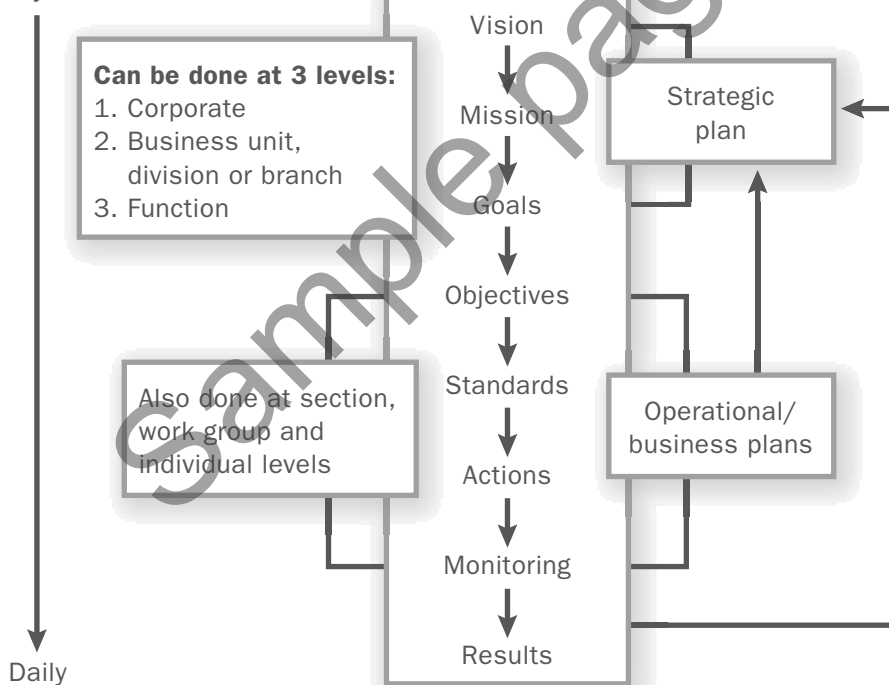 Can be done at 3 levels:
1. Corporate
2. Business unit,
division or branch
3. Function
Also done at section,
work group and
individual levels
Daily
Vision
Mission
Goals
Objectives
Standards
Actions
Monitoring
Results
Strategic
plan
Operational/
business plans
Sample pag